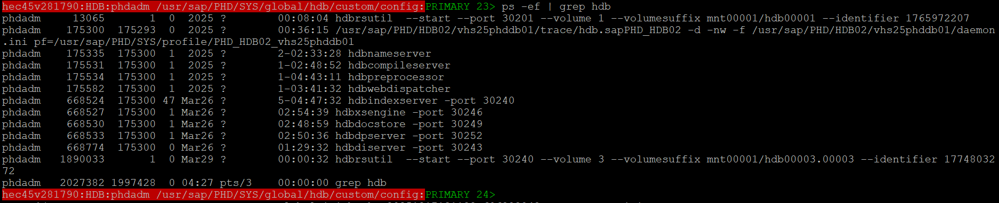 hec45v281790:HDB:phdadm /usr/sap/PHD/SYS/global/hdb/custom/config:PRIMARY 23> ps -ef | grep hdb
phdadm     13065       1  0  2025 ?        00:08:04 hdbrsutil  --start --port 30201 --volume 1 --volumesuffix mnt00001/hdb00001 --identifier 1765972207
phdadm    175300  175293  0  2025 ?        00:36:15 /usr/sap/PHD/HDB02/vhs25phddb01/trace/hdb.sapPHD_HDB02 -d -nw -f /usr/sap/PHD/HDB02/vhs25phddb01/daemon
.ini pf=/usr/sap/PHD/SYS/profile/PHD_HDB02_vhs25phddb01
phdadm    175335  175300  1  2025 ?        2-02:33:28 hdbnameserver
phdadm    175531  175300  1  2025 ?        1-02:48:52 hdbcompileserver
phdadm    175534  175300  1  2025 ?        1-04:43:11 hdbpreprocessor
phdadm    175582  175300  1  2025 ?        1-03:41:32 hdbwebdispatcher
phdadm    668524  175300 47 Mar26 ?        5-04:47:32 hdbindexserver -port 30240
phdadm    668527  175300  1 Mar26 ?        02:54:39 hdbxsengine -port 30246
phdadm    668530  175300  1 Mar26 ?        02:48:59 hdbdocstore -port 30249
phdadm    668533  175300  1 Mar26 ?        02:50:36 hdbdpserver -port 30252
phdadm    668774  175300  0 Mar26 ?        01:29:32 hdbdiserver -port 30243
phdadm   1890033       1  0 Mar29 ?        00:00:32 hdbrsutil  --start --port 30240 --volume 3 --volumesuffix mnt00001/hdb00003.00003 --identifier 17748032
72
phdadm   2027382 1997428  0 04:27 pts/3    00:00:00 grep hdb
hec45v281790:HDB:phdadm /usr/sap/PHD/SYS/global/hdb/custom/config:PRIMARY 24>